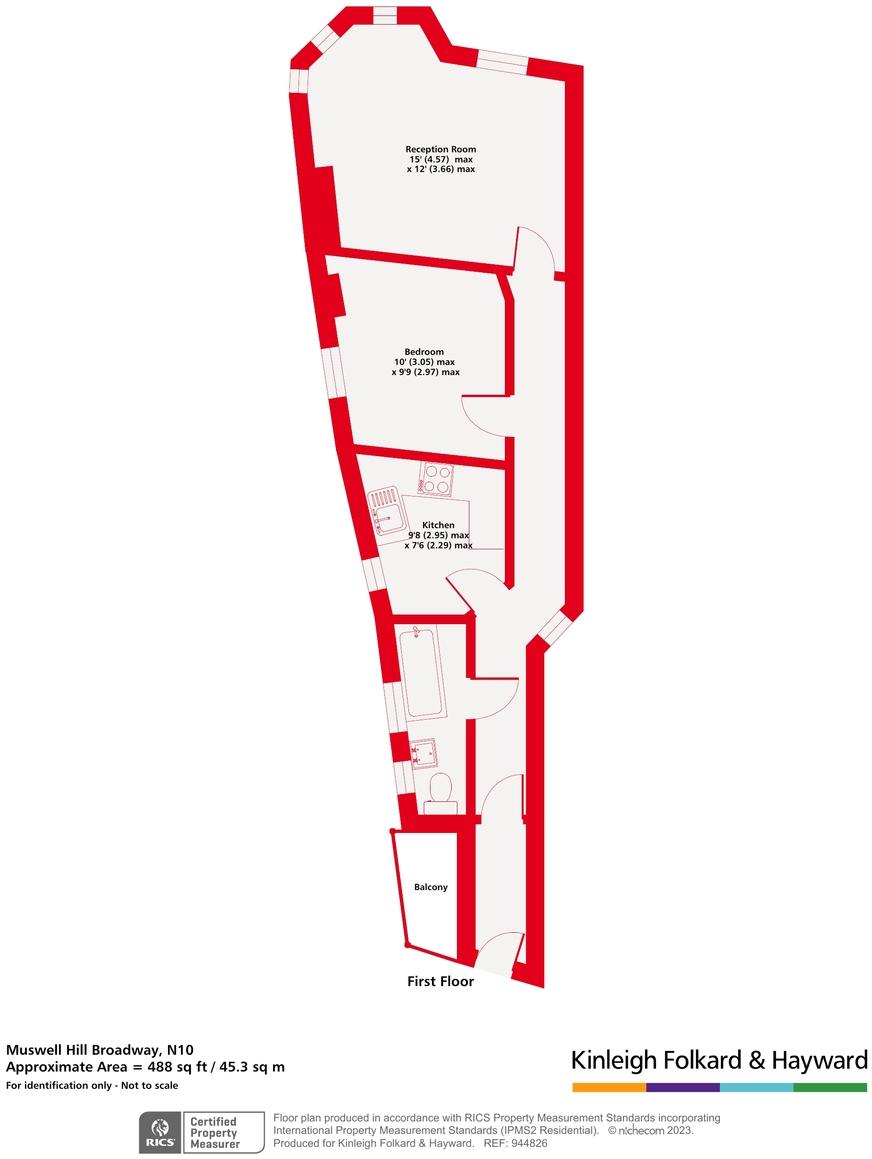 Reception Room
15' (4.57) max
x 12' (3.66) max
Bedroom
10' (3.05) max
x 9'9 (2.97) max
Kitchen
9'8 (2.95) max
x 7'6 (2.29) max
Balcony
First Floor
Muswell Hill Broadway, N10
Approximate Area = 488 sq ft / 45.3 sq m
For identification only - Not to scale
Kinleigh Folkard & Hayward
RICS
Certified
Property
Measurer
Floor plan produced in accordance with RICS Property Measurement Standards incorporating
International Property Measurement Standards (IPMS2 Residential). © nichecom 2023.
Produced for Kinleigh Folkard & Hayward. REF: 944826